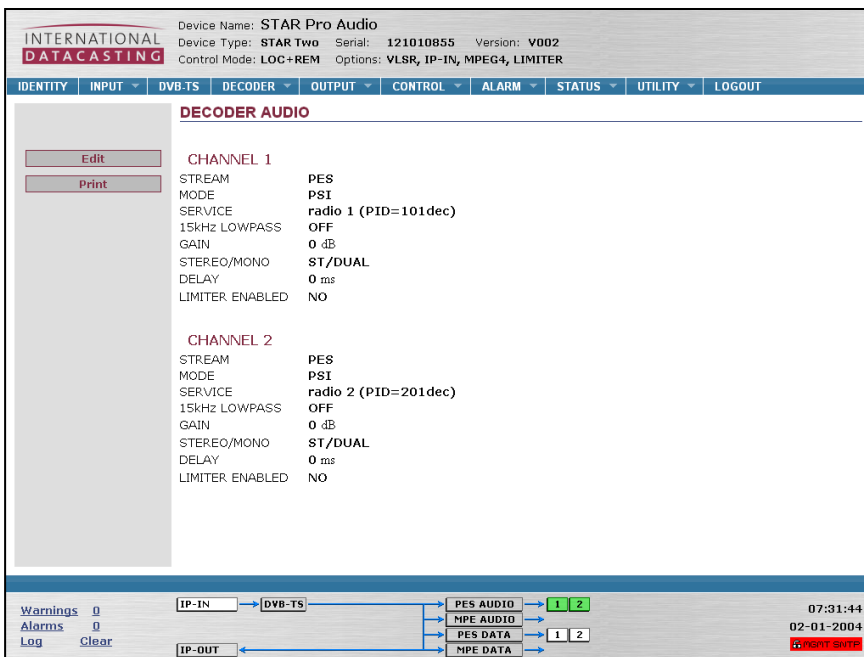 INTERNATIONAL
DATACASTING
Device Name: STAR Pro Audio
Device Type: STAR Two Serial: 121010855 Version: V002
Control Mode: LOC+REM Options: VLSR, IP-IN, MPEG4, LIMITER
IDENTITY INPUT DVB-TS DECODER OUTPUT CONTROL ALARM STATUS UTILITY LOGOUT
DECODER AUDIO
Edit
Print
CHANNEL 1
STREAM PES
MODE PSI
SERVICE radio 1 (PID=101dec)
15kHz LOWPASS OFF
GAIN 0 dB
STEREO/MONO ST/DUAL
DELAY 0 ms
LIMITER ENABLED NO
CHANNEL 2
STREAM PES
MODE PSI
SERVICE radio 2 (PID=201dec)
15kHz LOWPASS OFF
GAIN 0 dB
STEREO/MONO ST/DUAL
DELAY 0 ms
LIMITER ENABLED NO
Warnings 0
Alarms 0
Log Clear
IP-IN DVB-TS PES AUDIO 1 2
MPE AUDIO
PES DATA 1 2
IP-OUT MPE DATA
07:31:44
02-01-2004
MGMT SNTP